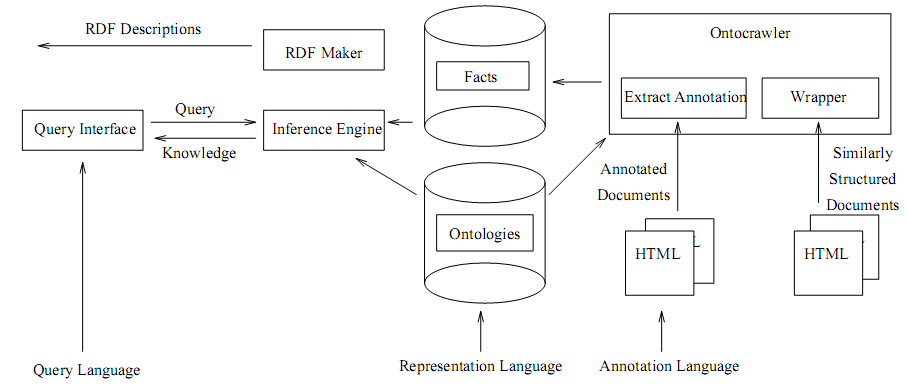 RDF Descriptions
RDF Maker
Facts
Ontocrawler
Extract Annotation
Wrapper
Query Interface
Query
Knowledge
Inference Engine
Ontologies
Annotated
Documents
Similarly
Structured
Documents
HTML
L
HTML
Query Language
Representation Language
Annotation Language